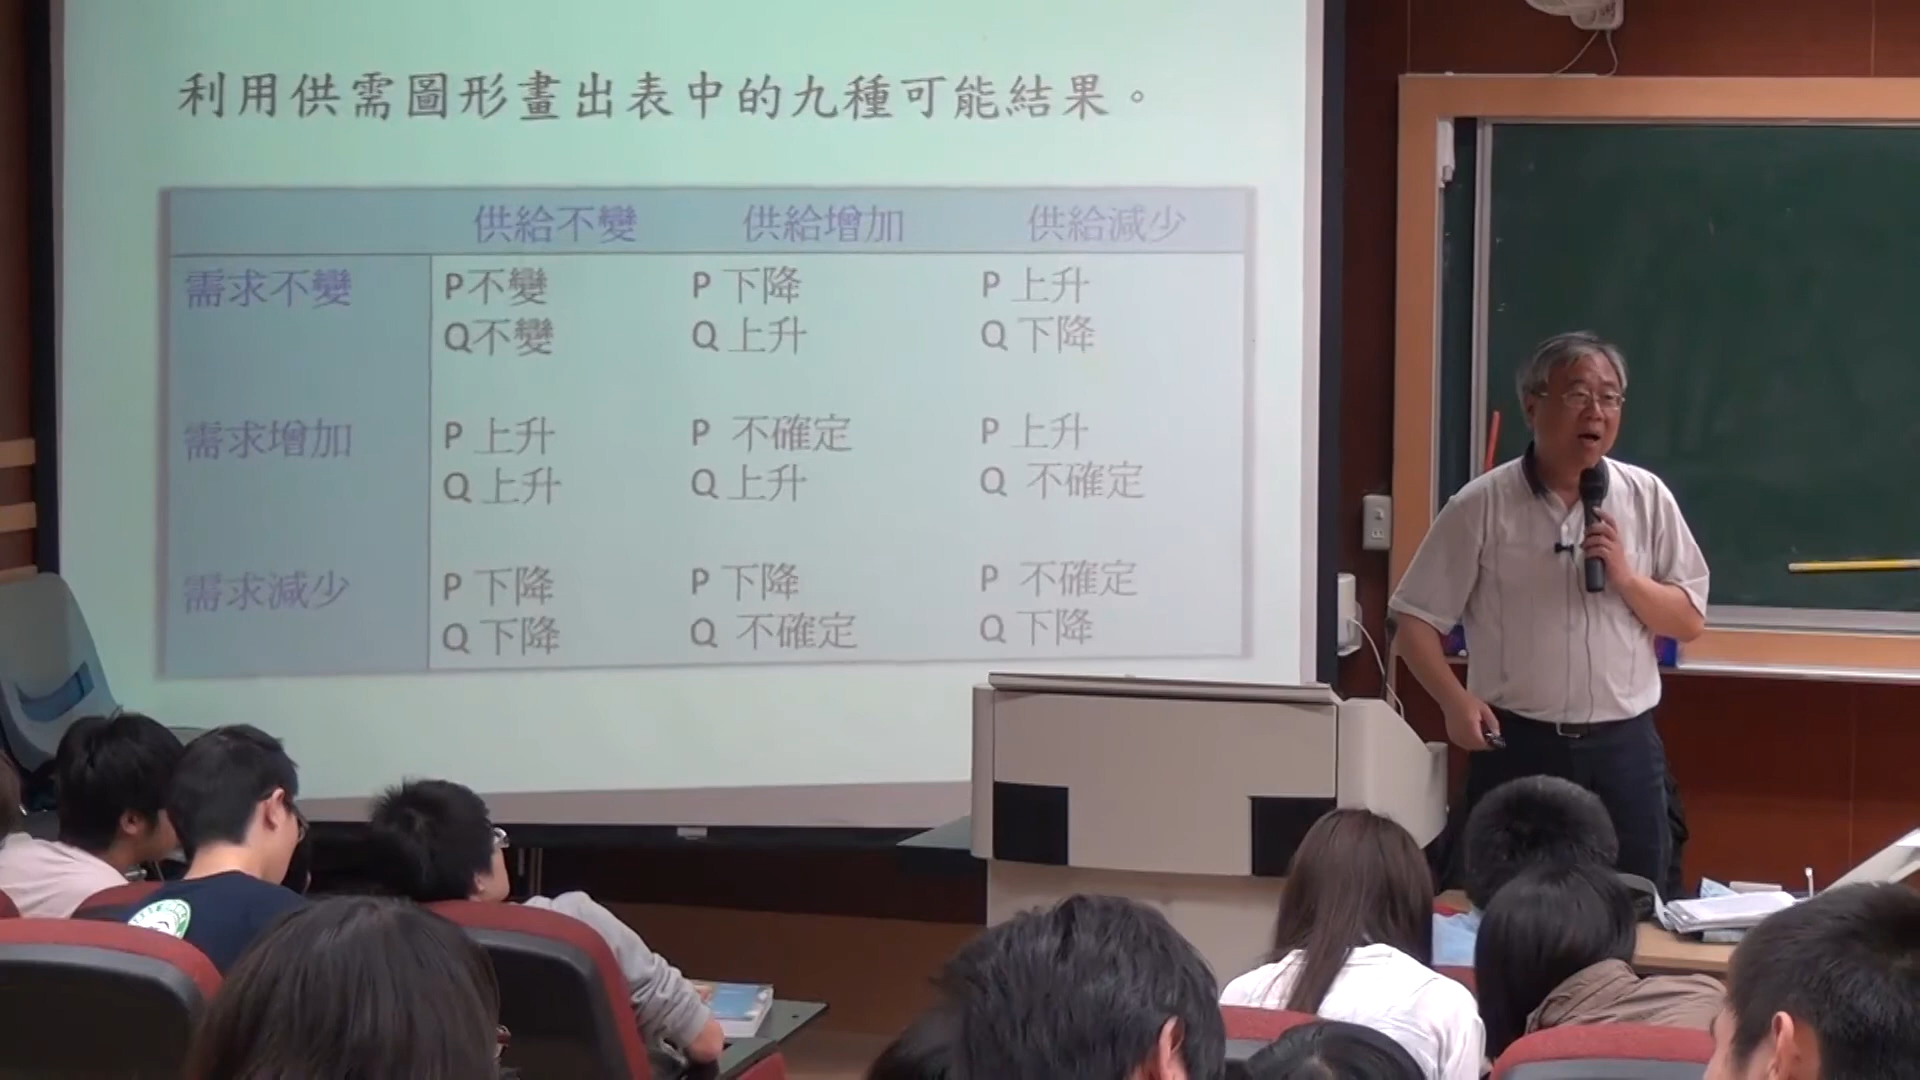 利用供需圖形畫出表中的九種可能結果。
供給不變 供給增加 供給減少
需求不變 P不變 P 下降 P 上升
Q不變 Q 上升 Q 下降
需求增加 P 上升 P 不確定 P 上升
Q 上升 Q 上升 Q 不確定
需求減少 P 下降 P 下降 P 不確定
Q 下降 Q 不確定 Q 下降